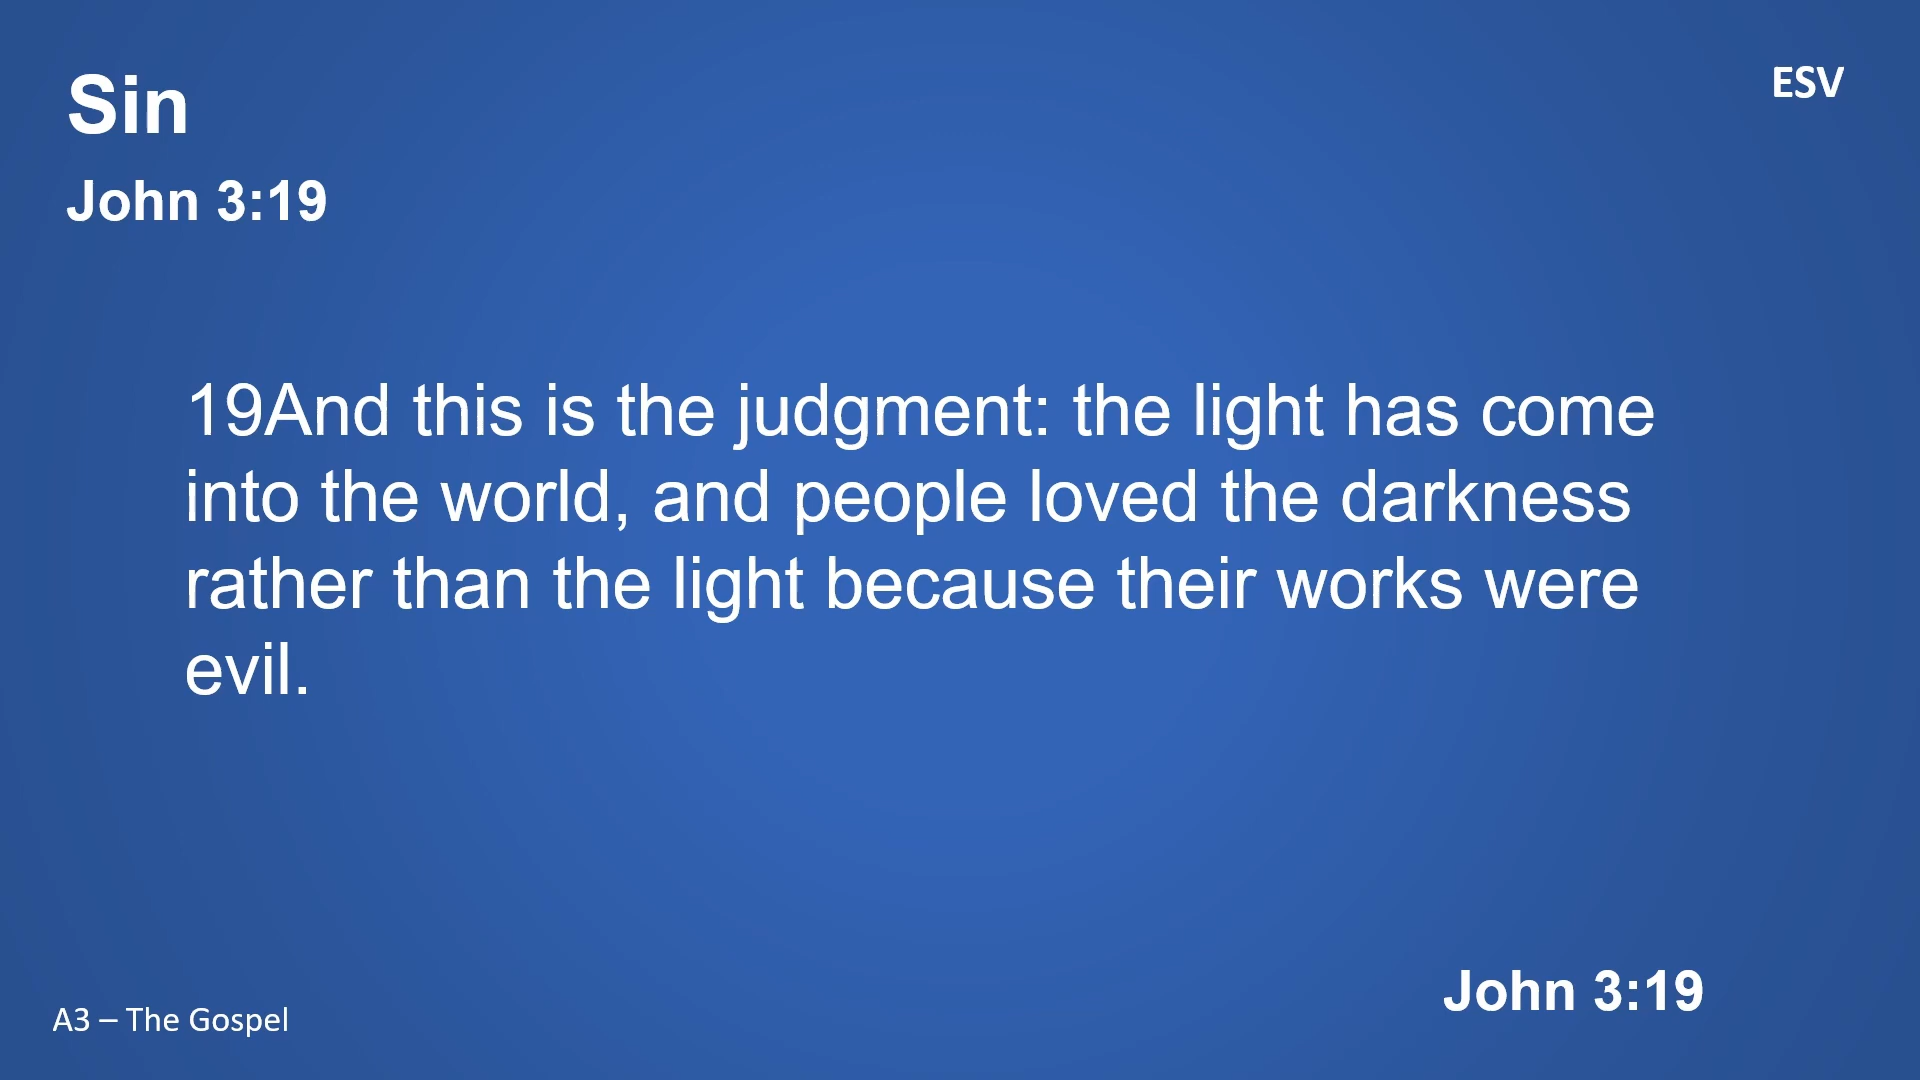 Sin
ESV
John 3:19
19And this is the judgment: the light has come
into the world, and people loved the darkness
rather than the light because their works were
evil.
John 3:19
A3 – The Gospel